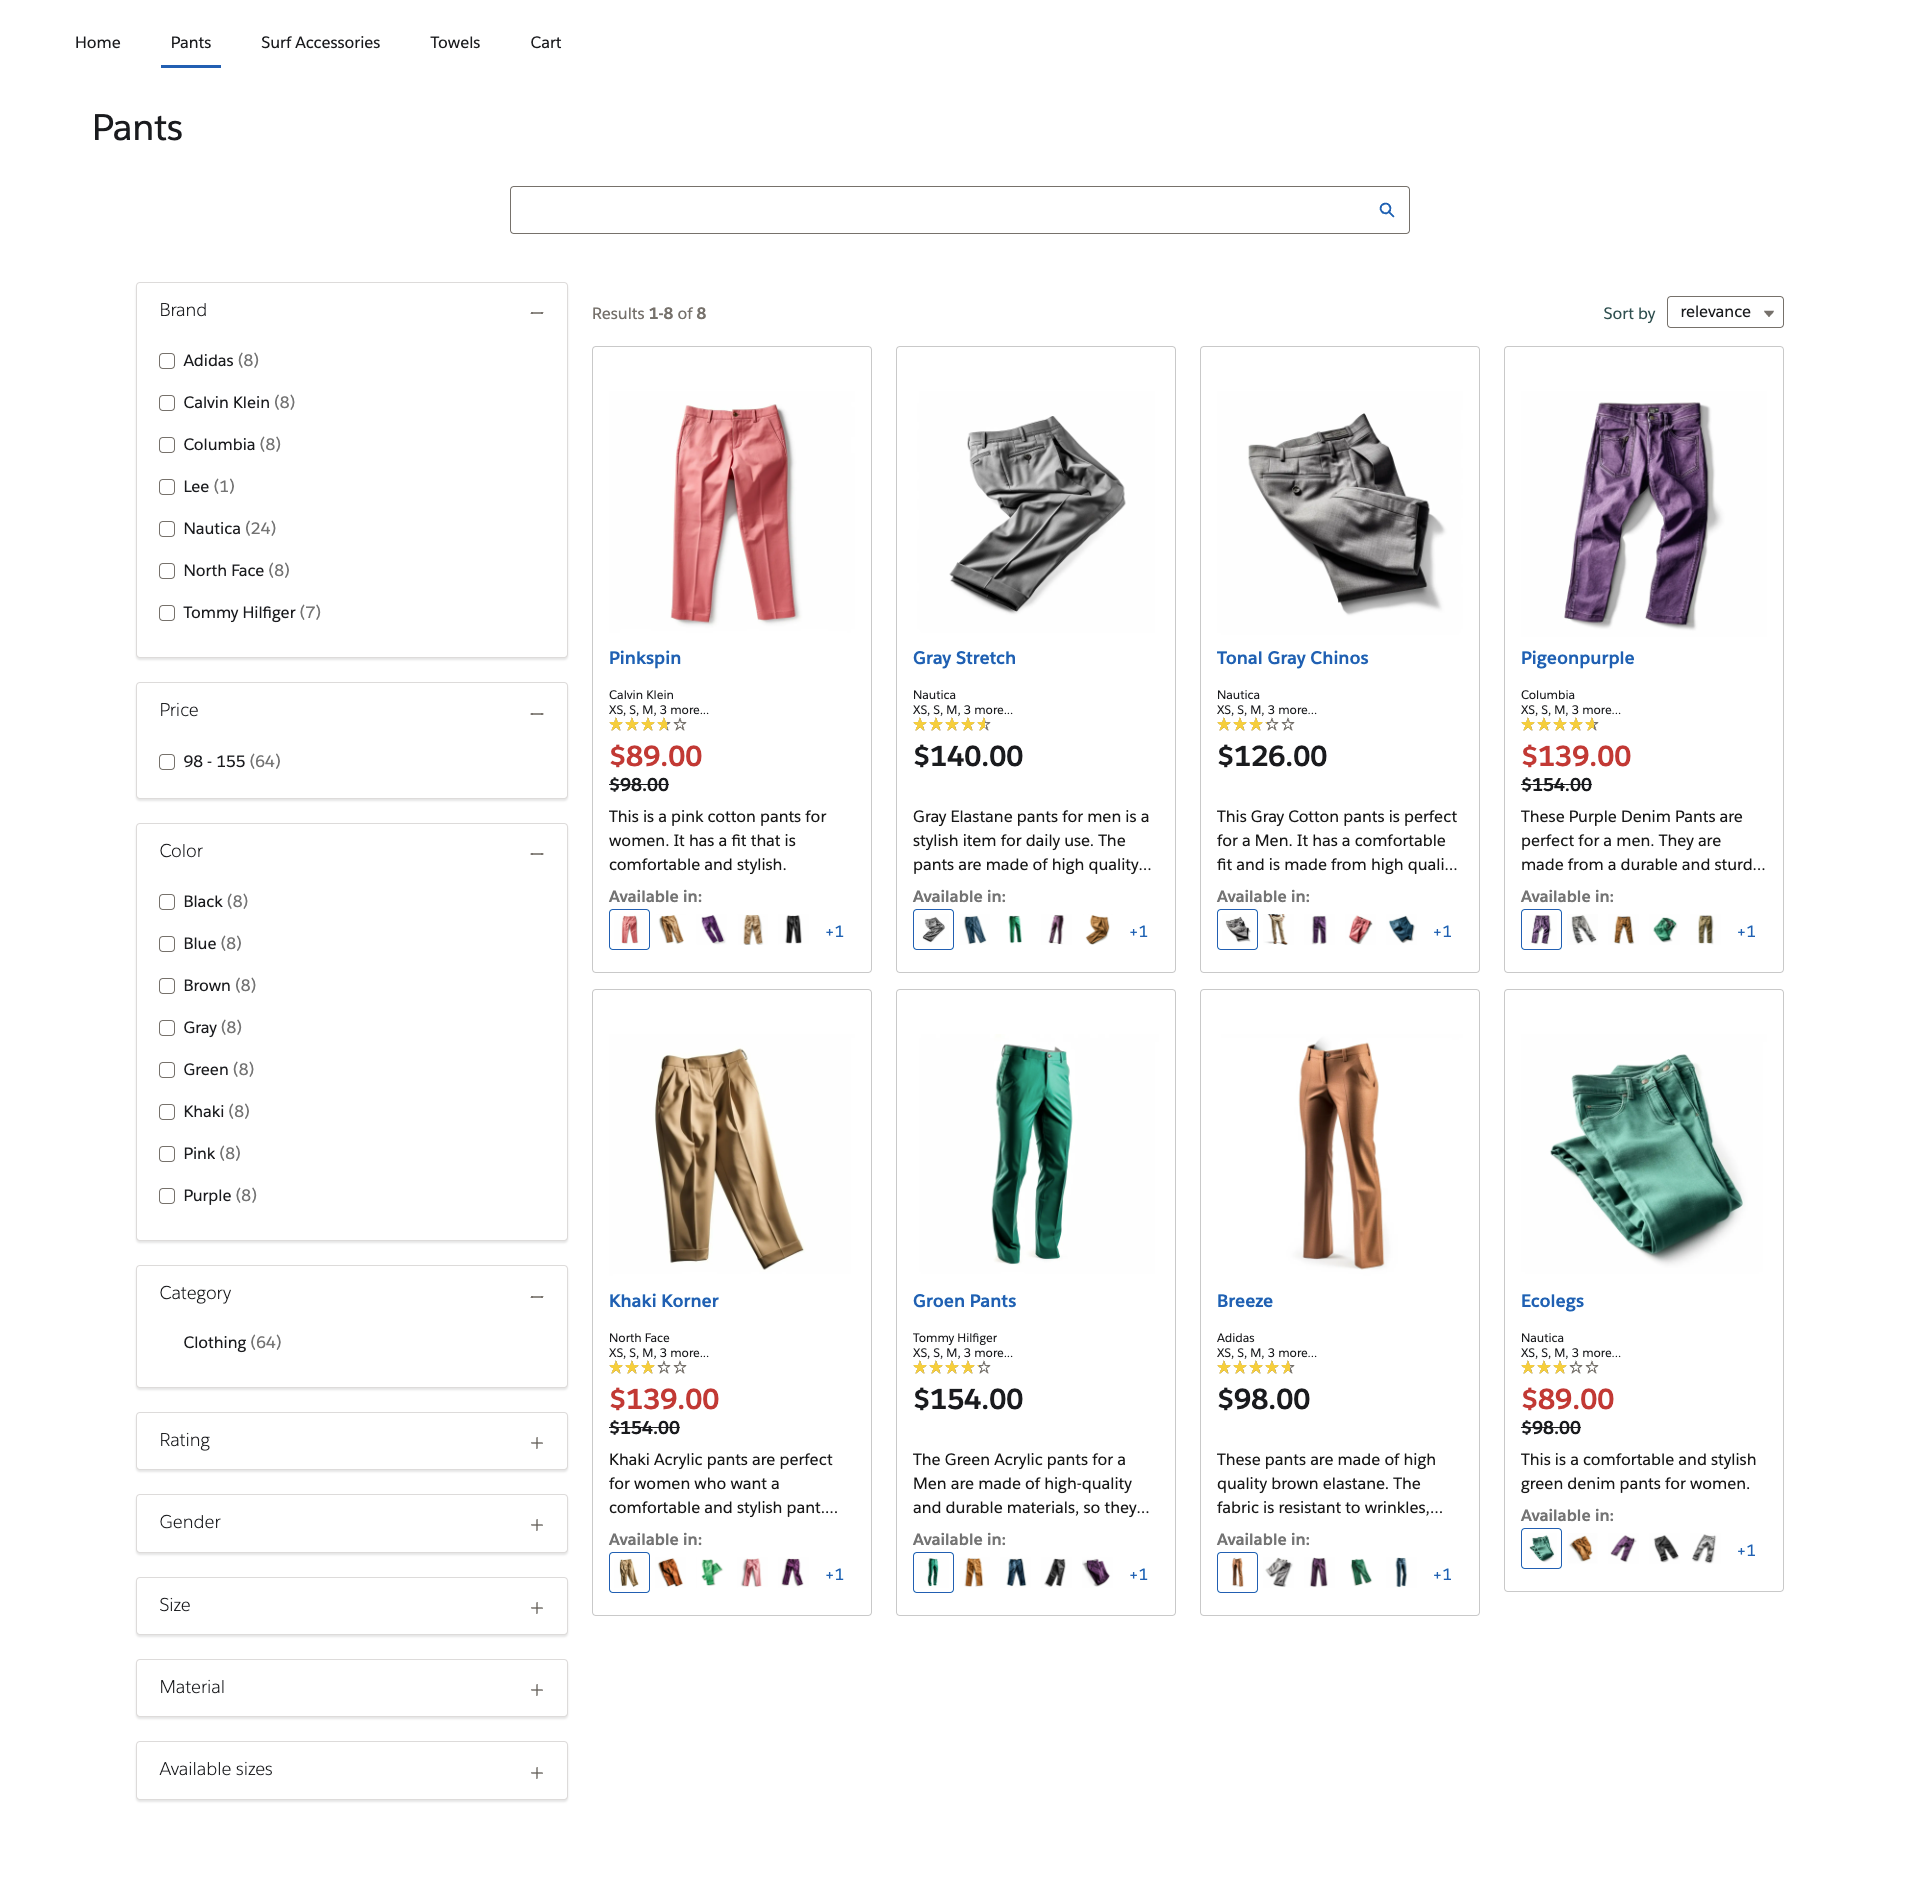 Home Pants Surf Accessories Towels Cart
Pants
Brand
Adidas (8)
Calvin Klein (8)
Columbia (8)
Lee (1)
Nautica (24)
North Face (8)
Tommy Hilfiger (7)
Price
98 - 155 (64)
Color
Black (8)
Blue (8)
Brown (8)
Gray (8)
Green (8)
Khaki (8)
Pink (8)
Purple (8)
Category
Clothing (64)
Rating
Gender
Size
Material
Available sizes
Results 1-8 of 8
Sort by relevance
Pinkspin
Calvin Klein
XS, S, M, 3 more...
$89.00
$98.00
This is a pink cotton pants for
women. It has a fit that is
comfortable and stylish.
Available in:
+1
Gray Stretch
Nautica
XS, S, M, 3 more...
$140.00
Gray Elastane pants for men is a
stylish item for daily use. The
pants are made of high quality...
Available in:
+1
Tonal Gray Chinos
Nautica
XS, S, M, 3 more...
$126.00
This Gray Cotton pants is perfect
for a Men. It has a comfortable
fit and is made from high quali...
Available in:
+1
Pigeonpurple
Columbia
XS, S, M, 3 more...
$139.00
$154.00
These Purple Denim Pants are
perfect for a men. They are
made from a durable and sturd...
Available in:
+1
Khaki Korner
North Face
XS, S, M, 3 more...
$139.00
$154.00
Khaki Acrylic pants are perfect
for women who want a
comfortable and stylish pant....
Available in:
+1
Groen Pants
Tommy Hilfiger
XS, S, M, 3 more...
$154.00
The Green Acrylic pants for a
Men are made of high-quality
and durable materials, so they...
Available in:
+1
Breeze
Adidas
XS, S, M, 3 more...
$98.00
These pants are made of high
quality brown elastane. The
fabric is resistant to wrinkles,...
Available in:
+1
Ecolegs
Nautica
XS, S, M, 3 more...
$89.00
$98.00
This is a comfortable and stylish
green denim pants for women.
Available in:
+1